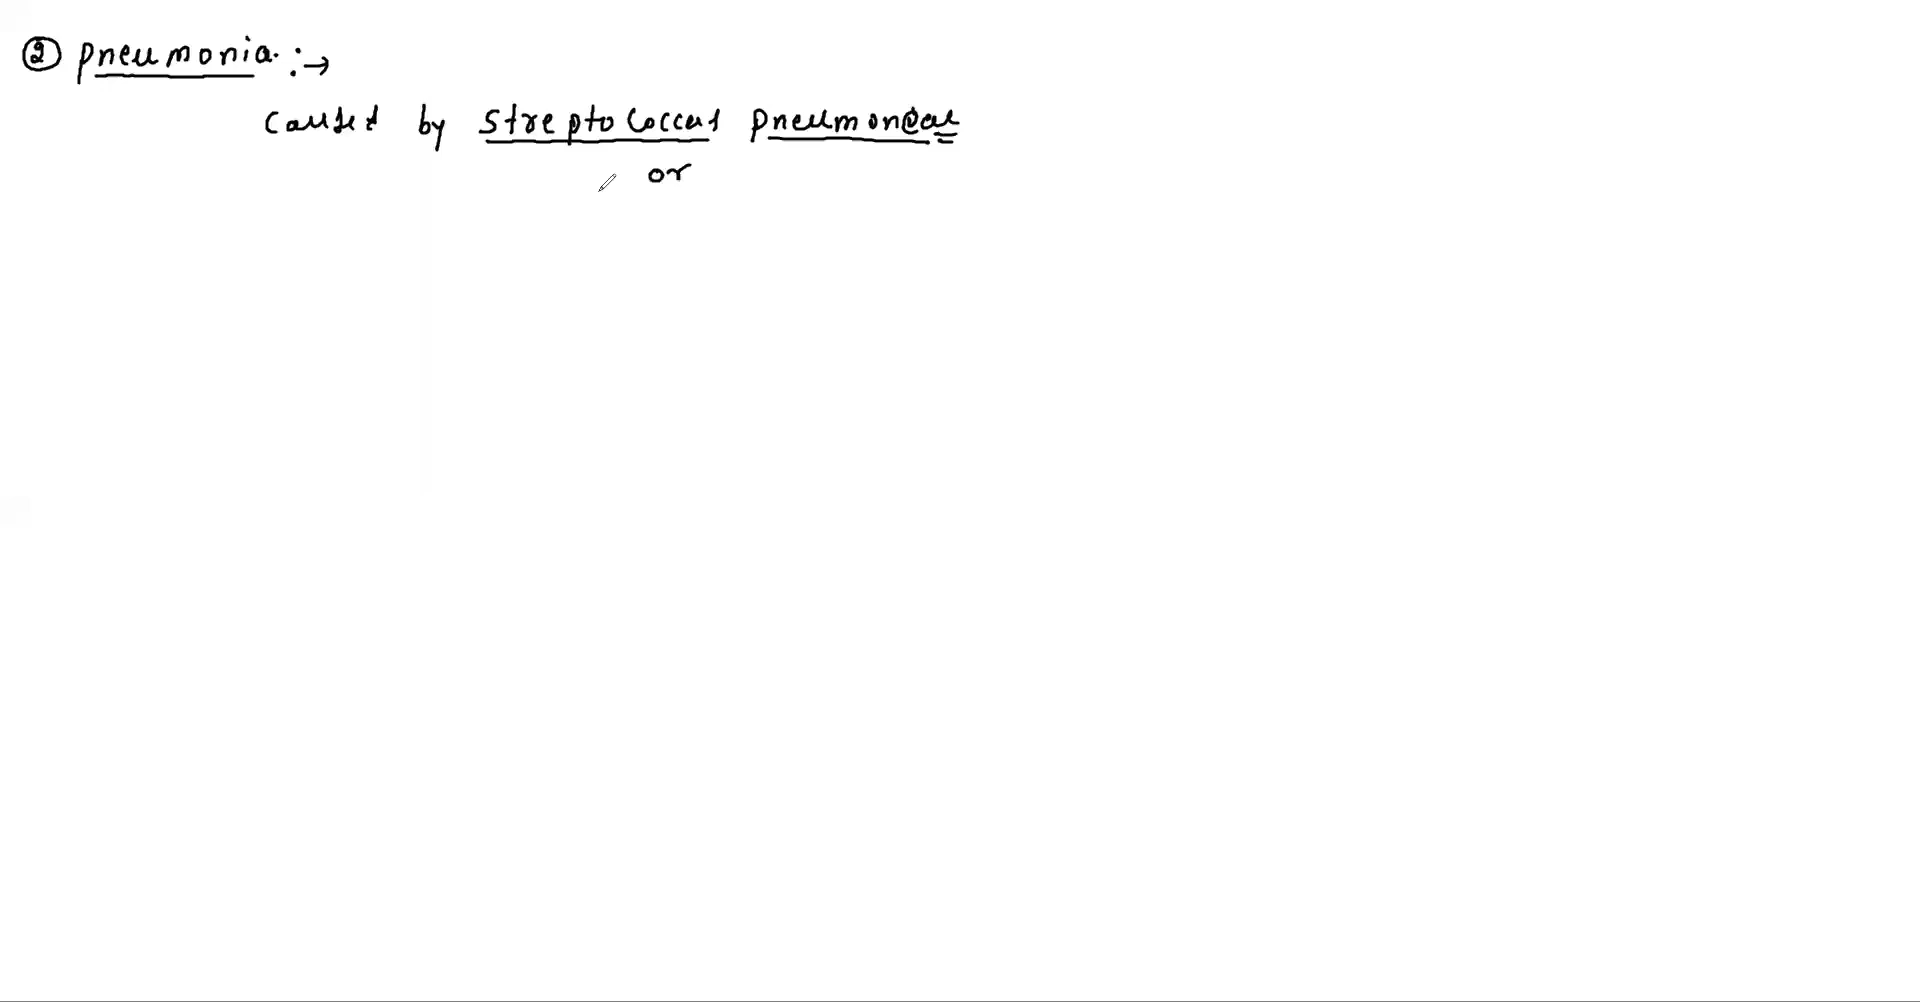 ② Pneumonia :→
Caused by Streptococcus pneumoneae
or